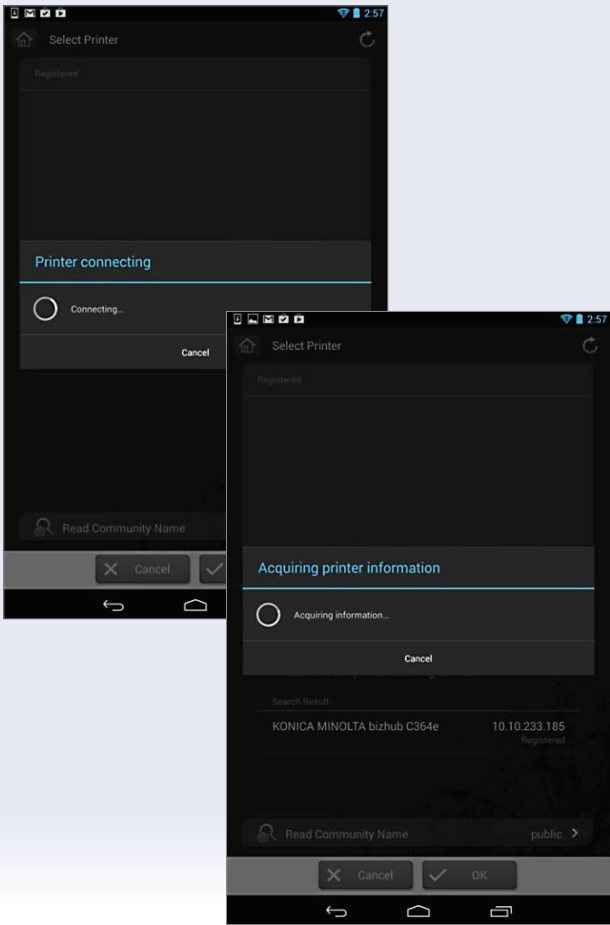 2:57
Select Printer
Registered
Printer connecting
Connecting...
Cancel
Read Community Name
Cancel
2:57
Select Printer
Registered
Acquiring printer information
Acquiring information...
Cancel
Search Result
KONICA MINOLTA bizhub C364e 10.10.233.185
Registered
Read Community Name public
Cancel OK